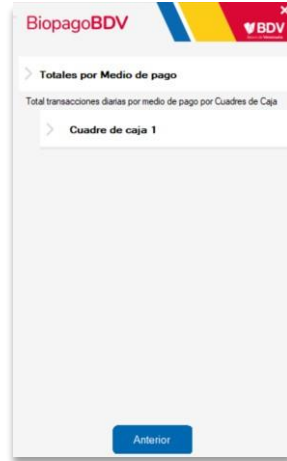 BiopagoBDV
BDV
Totales por Medio de pago
Total transacciones diarias por medio de pago por Cuadres de Caja
Cuadre de caja 1
Anterior